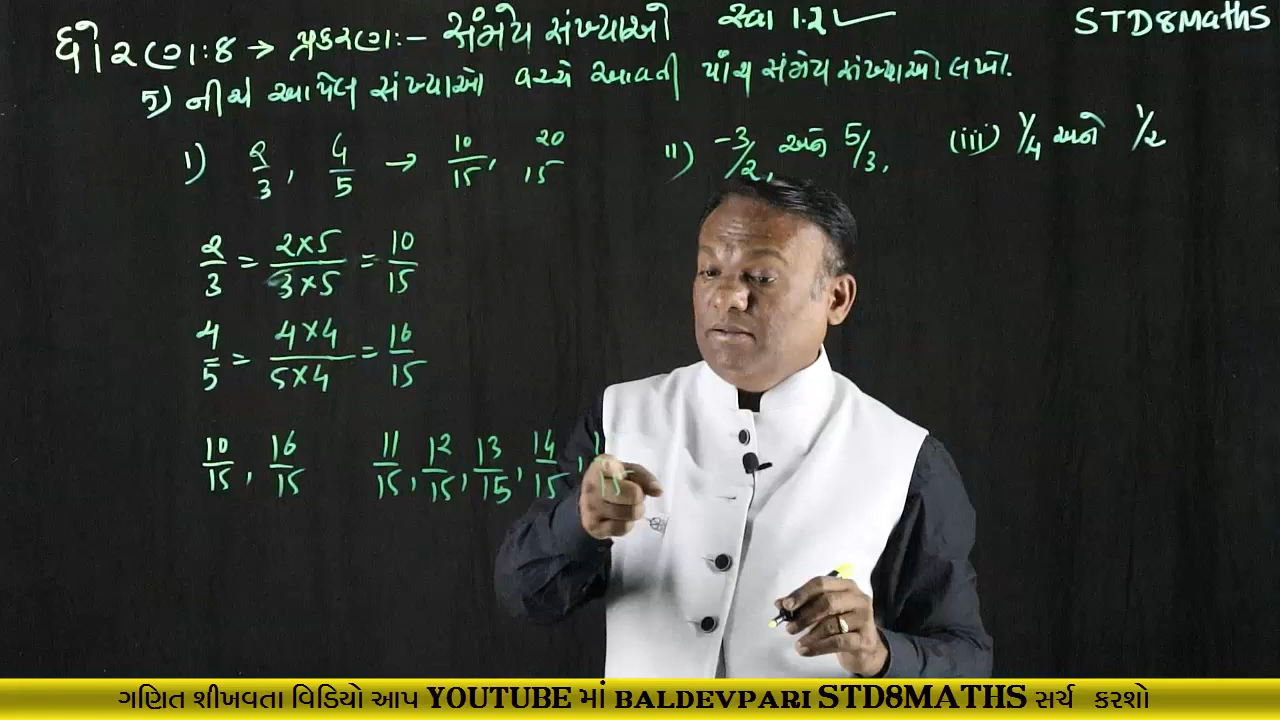 ધોરણ:8 → પ્રકરણ:- સંમેય સંખ્યાઓ સ્વા 1.2 ✓ STD8MathS
5) નીચે આપેલ સંખ્યાઓ વચ્ચે આવતી પાંચ સંમેય સંખ્યાઓ લખો.
1) 2/3, 4/5 → 10/15, 20/15 ii) -3/2, અને 5/3, (iii) 1/4 અને 1/2
2/3 = 2×5/3×5 = 10/15
4/5 = 4×4/5×4 = 16/15
10/15, 16/15 11/15, 12/15, 13/15, 14/15,
ગણિત શીખવતા વિડિયો આપ YOUTUBE માં BALDEVPARI STD8MATHS સર્ચ કરશો